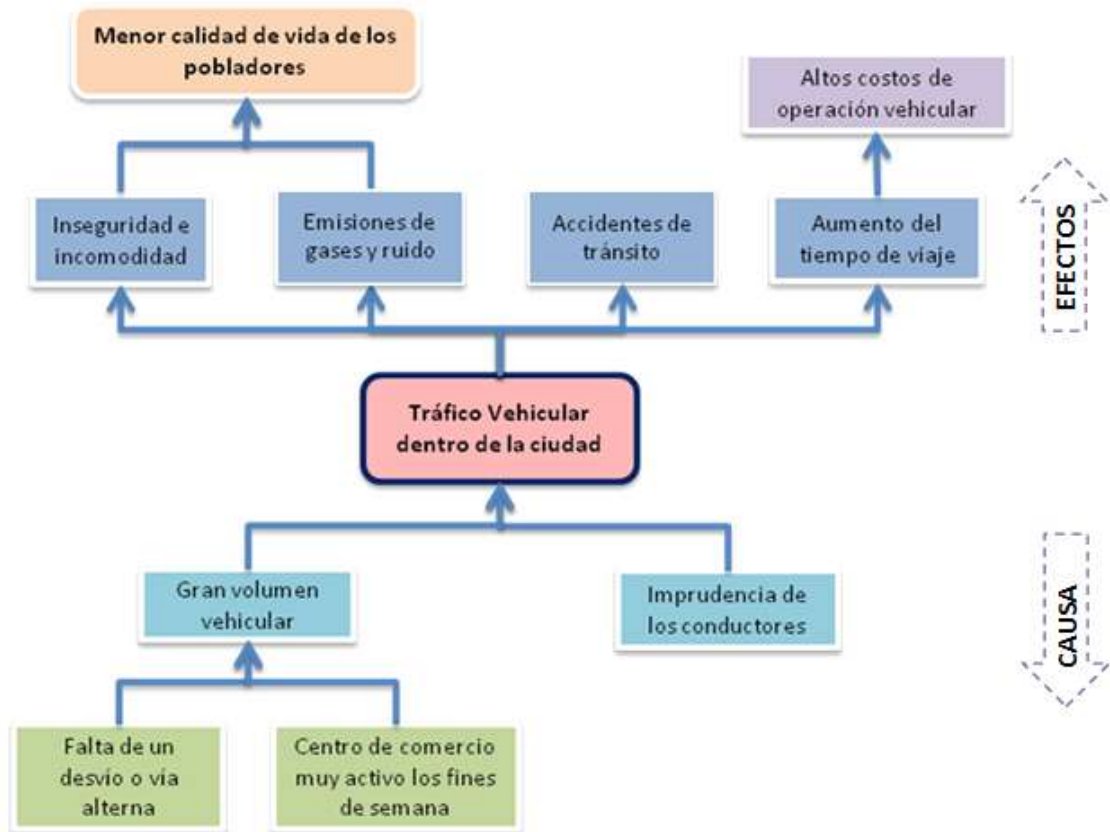 Menor calidad de vida de los
pobladores
Altos costos de
operación vehicular
Inseguridad e
incomodidad
Emisiones de
gases y ruido
Accidentes de
tránsito
Aumento del
tiempo de viaje
EFECTOS
Tráfico Vehicular
dentro de la ciudad
Gran volumen
vehicular
Imprudencia de
los conductores
CAUSA
Falta de un
desvío o vía
alterna
Centro de comercio
muy activo los fines
de semana